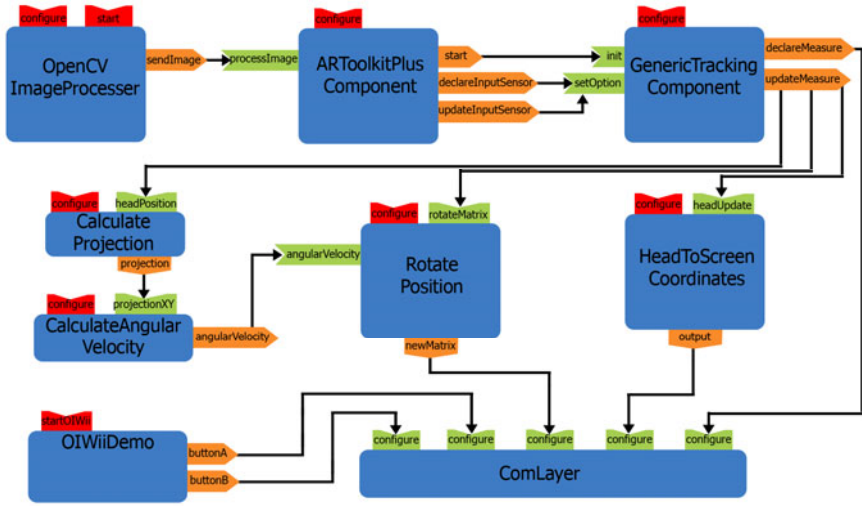 configure
start
OpenCV
ImageProcesser
sendImage
processImage
configure
ARToolkitPlus
Component
start
declareInputSensor
updateInputSensor
init
setOption
configure
GenericTracking
Component
declareMeasure
updateMeasure
configure
headPosition
Calculate
Projection
projection
configure
projectionXY
CalculateAngular
Velocity
angularVelocity
angularVelocity
configure
rotateMatrix
Rotate
Position
newMatrix
configure
headUpdate
HeadToScreen
Coordinates
output
startOIWii
OIWiiDemo
buttonA
buttonB
configure
configure
configure
configure
configure
ComLayer